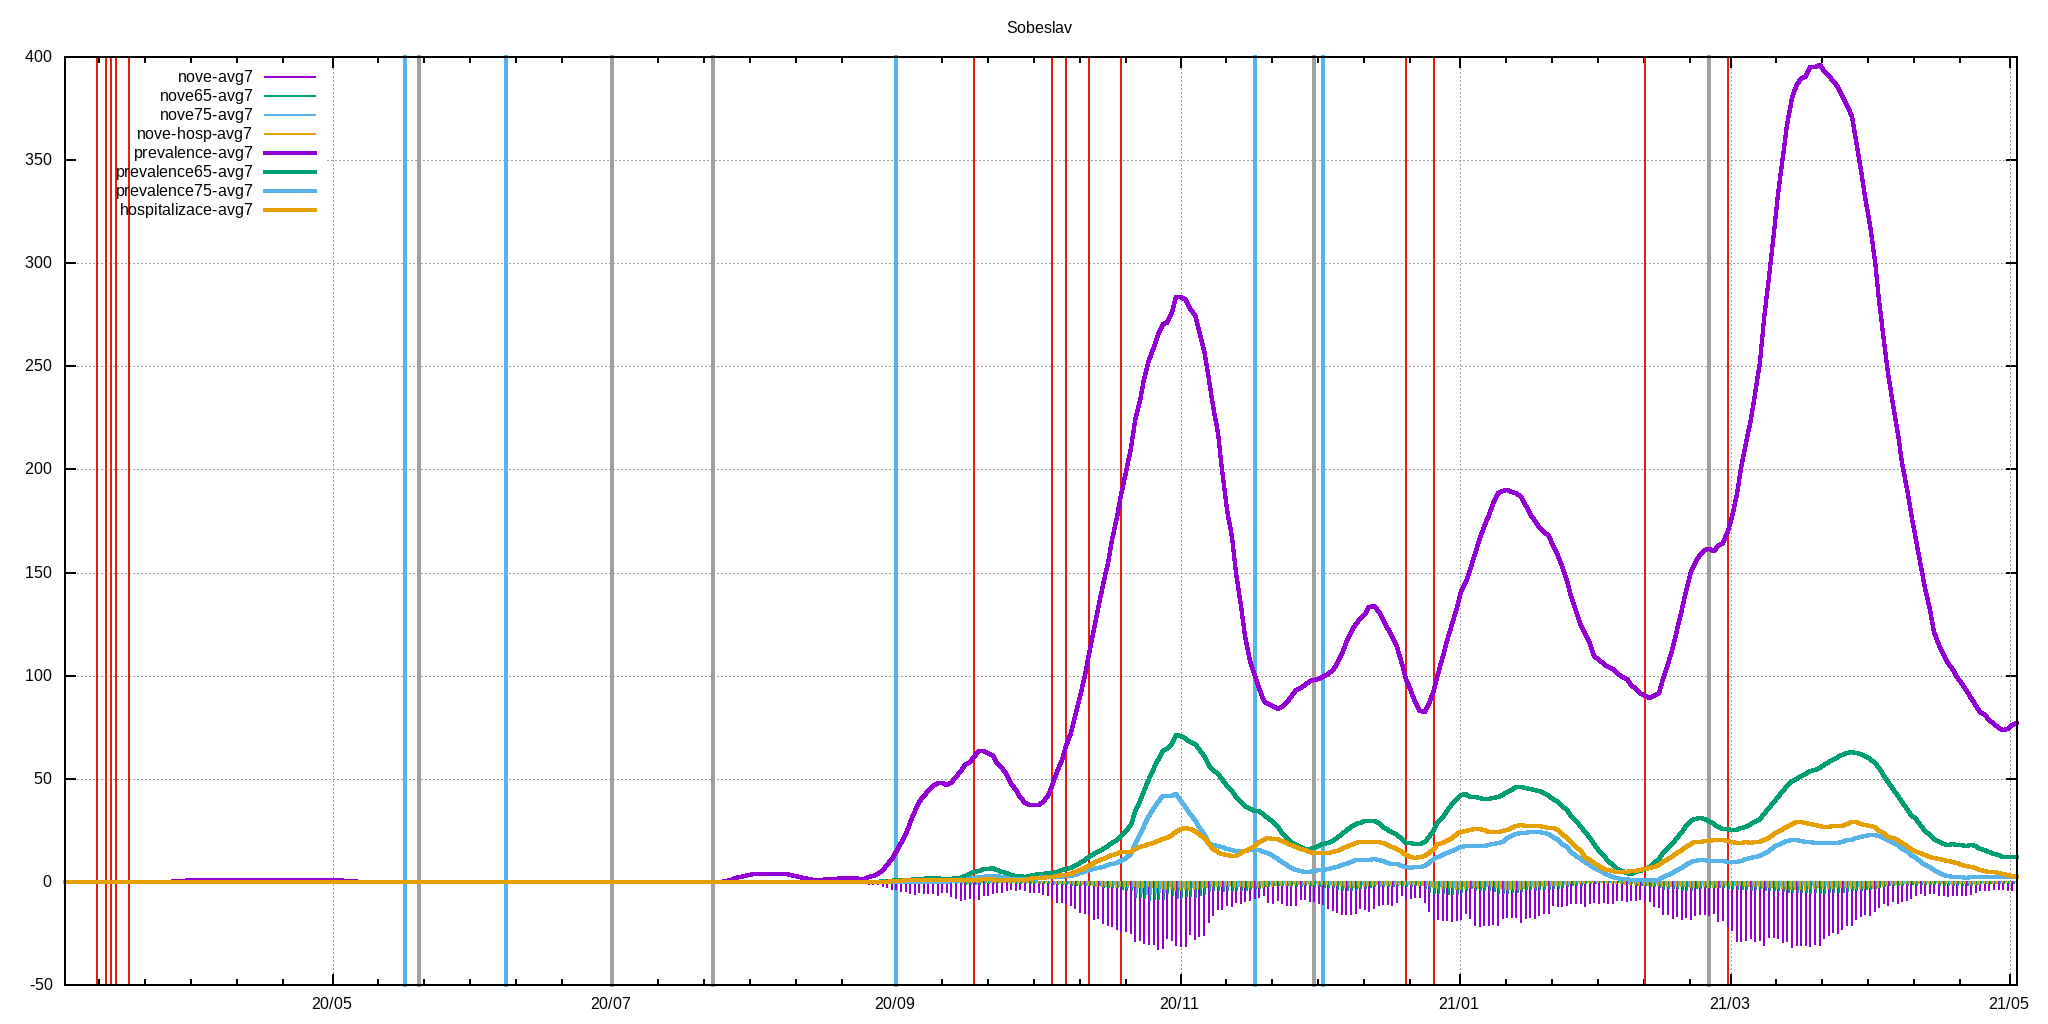 Sobeslav
400
350
300
250
200
150
100
50
0
-50
nove-avg7
nove65-avg7
nove75-avg7
nove-hosp-avg7
prevalence-avg7
prevalence65-avg7
prevalence75-avg7
hospitalizace-avg7
20/05
20/07
20/09
20/11
21/01
21/03
21/05